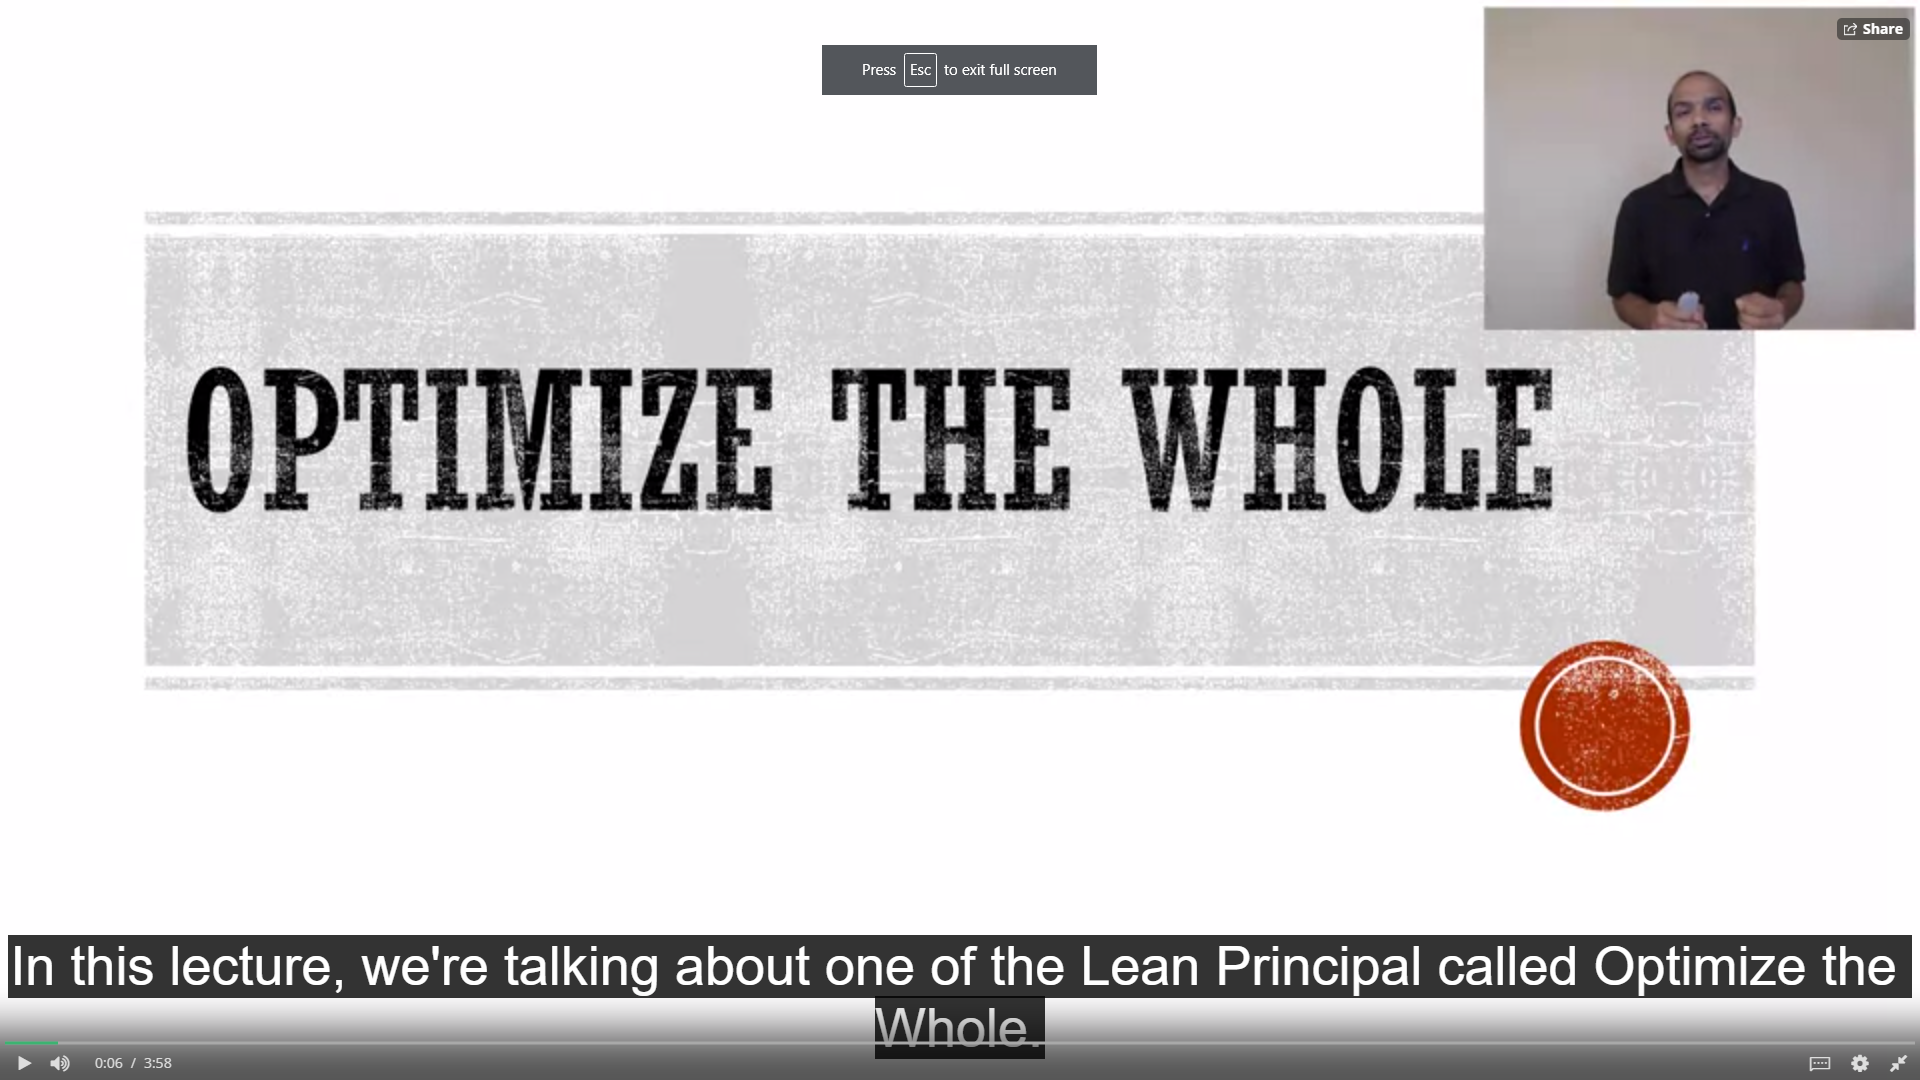 Share
Press Esc to exit full screen
OPTIMIZE THE WHOLE
In this lecture, we're talking about one of the Lean Principal called Optimize the
Whole.
0:06 / 3:58